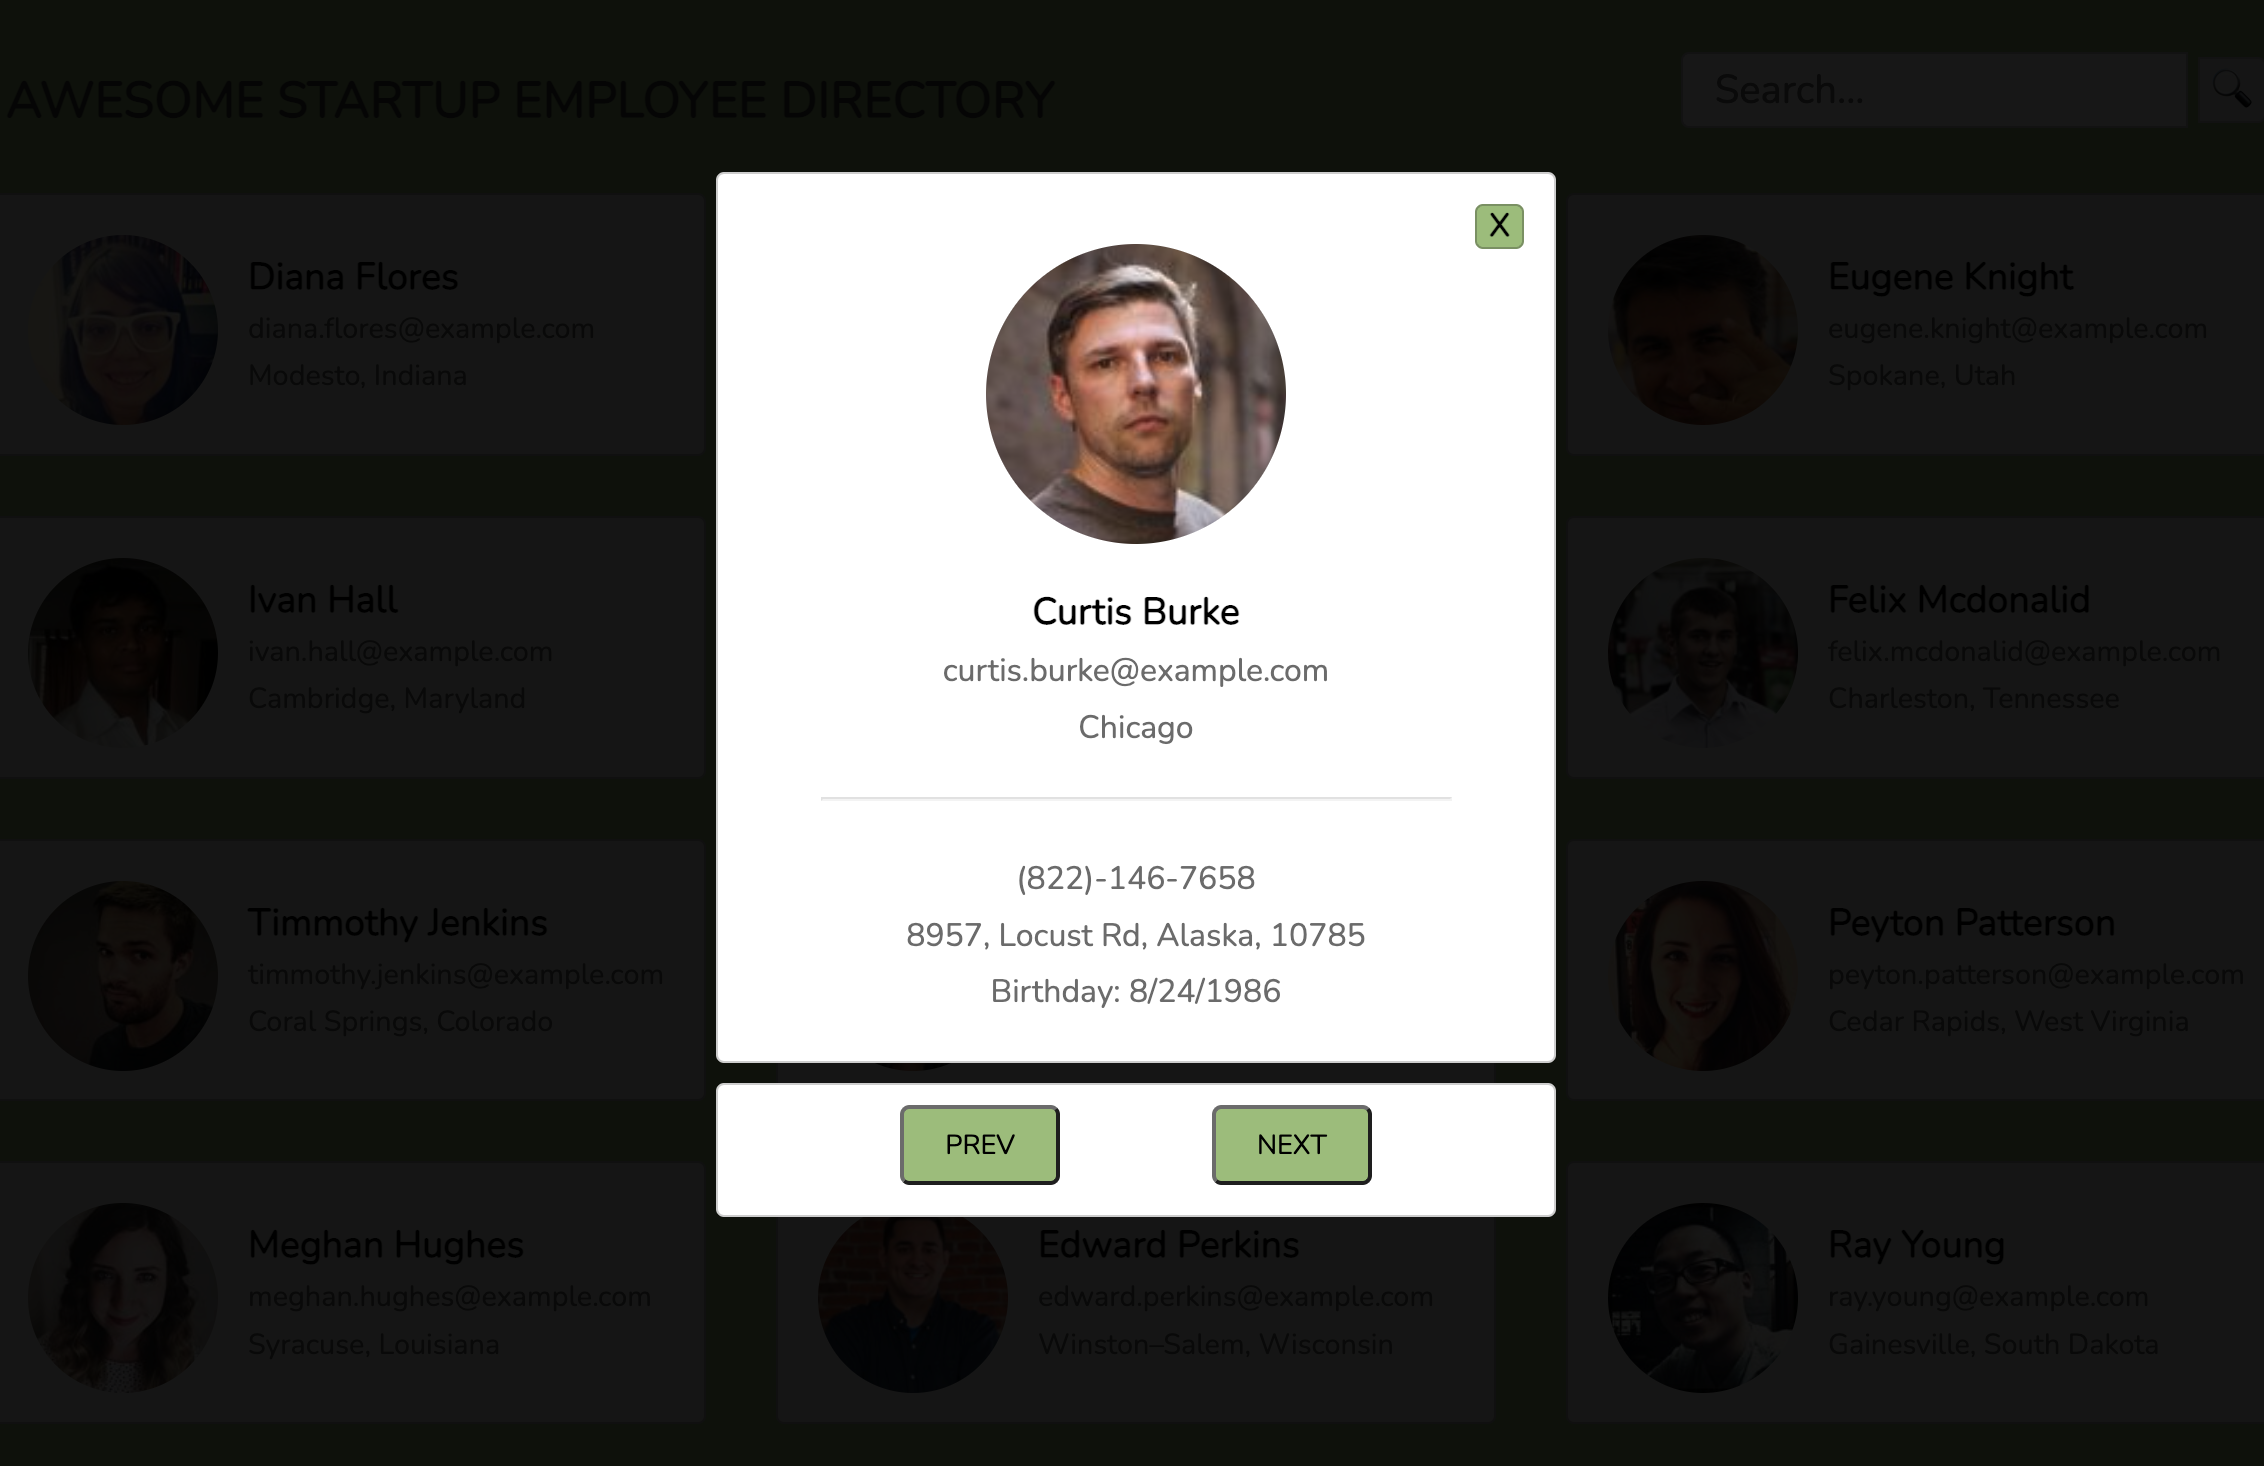 AWESOME STARTUP EMPLOYEE DIRECTORY
Search...
X
Diana Flores
diana.flores@example.com
Modesto, Indiana
Eugene Knight
eugene.knight@example.com
Spokane, Utah
Curtis Burke
curtis.burke@example.com
Chicago
(822)-146-7658
8957, Locust Rd, Alaska, 10785
Birthday: 8/24/1986
PREV
NEXT
Ivan Hall
ivan.hall@example.com
Cambridge, Maryland
Felix Mcdonalid
felix.mcdonalid@example.com
Charleston, Tennessee
Timmothy Jenkins
timmothy.jenkins@example.com
Coral Springs, Colorado
Peyton Patterson
peyton.patterson@example.com
Cedar Rapids, West Virginia
Meghan Hughes
meghan.hughes@example.com
Syracuse, Louisiana
Edward Perkins
edward.perkins@example.com
Winston–Salem, Wisconsin
Ray Young
ray.young@example.com
Gainesville, South Dakota